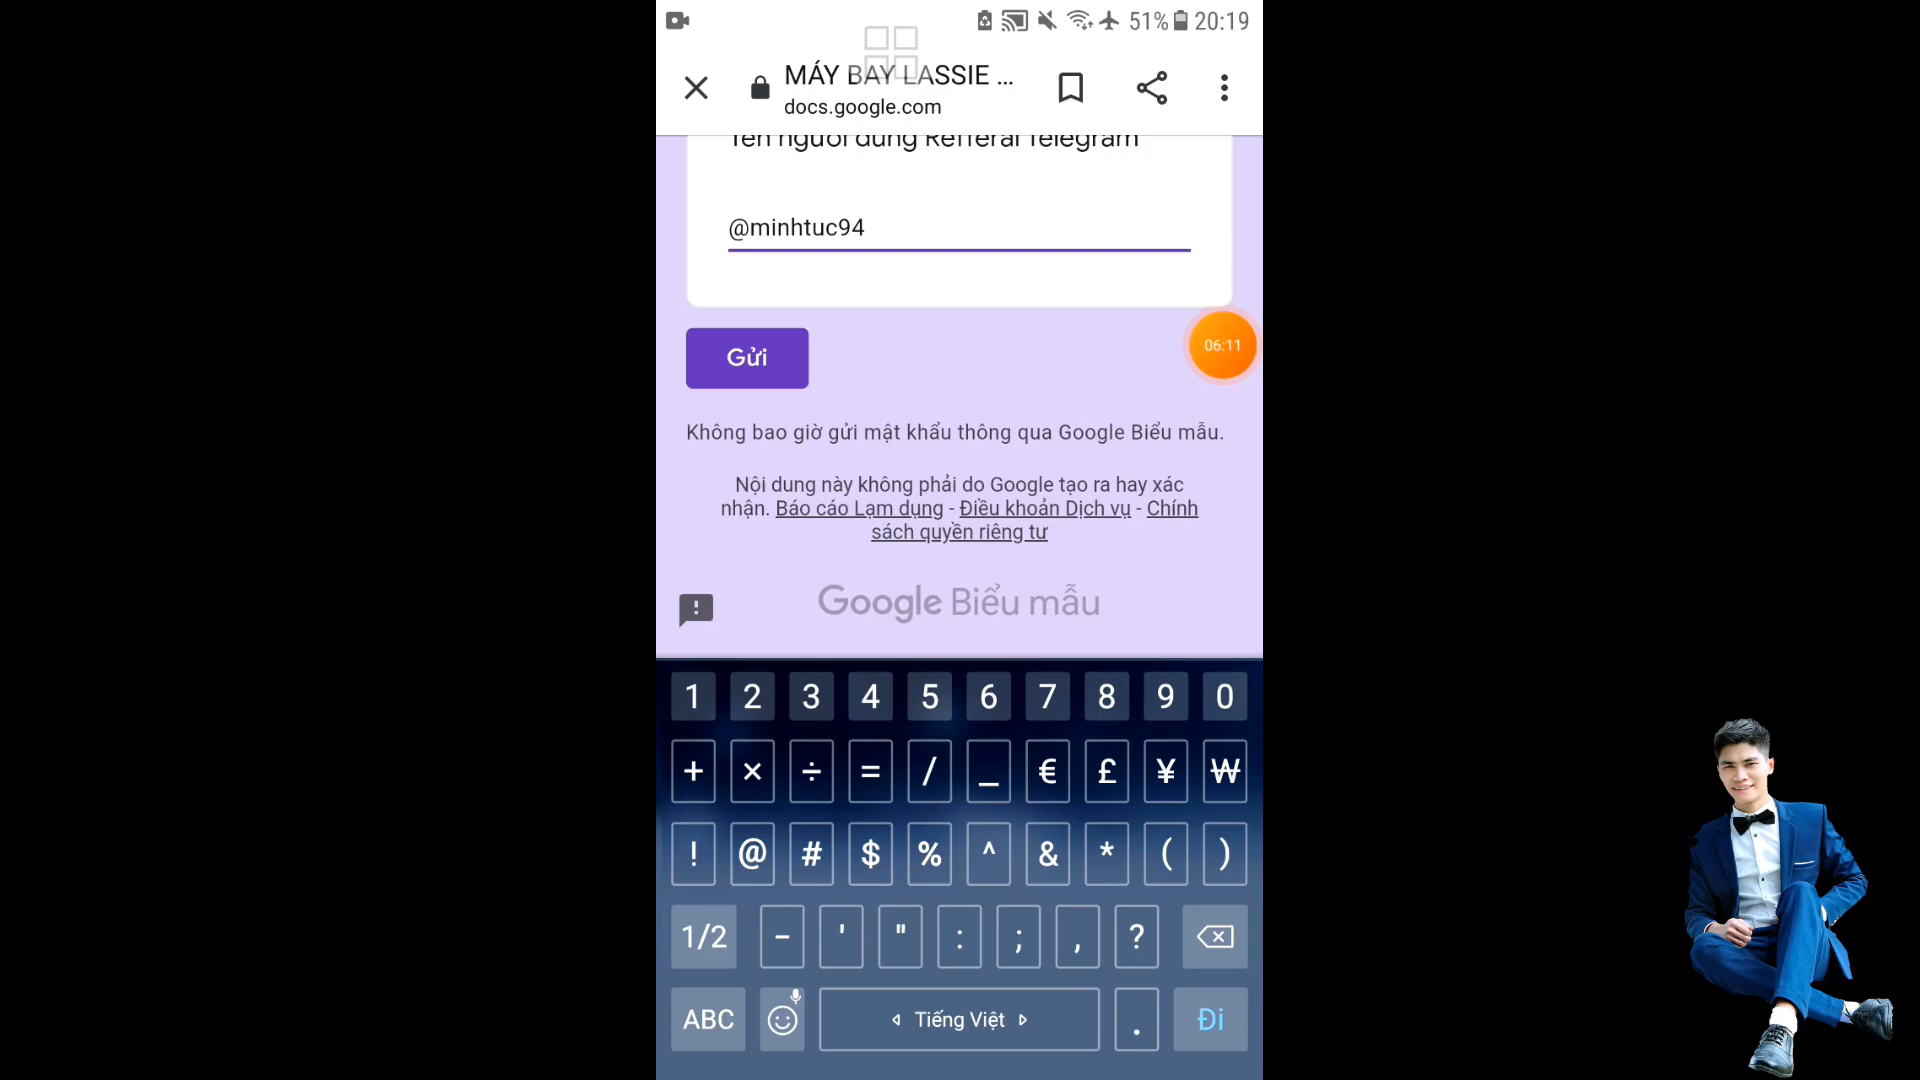 51% 20:19
MÁY BAY LASSIE ...
docs.google.com
Tên người dùng Refferal Telegram
@minhtuc94
Gửi
06:11
Không bao giờ gửi mật khẩu thông qua Google Biểu mẫu.
Nội dung này không phải do Google tạo ra hay xác
nhận. Báo cáo Lạm dụng - Điều khoản Dịch vụ - Chính
sách quyền riêng tư
Google Biểu mẫu
1 2 3 4 5 6 7 8 9 0
+ × ÷ = / _ € £ ¥ ₩
! @ # $ % ^ & * ( )
1/2 - ' " : ; , ?
ABC Tiếng Việt . Đi